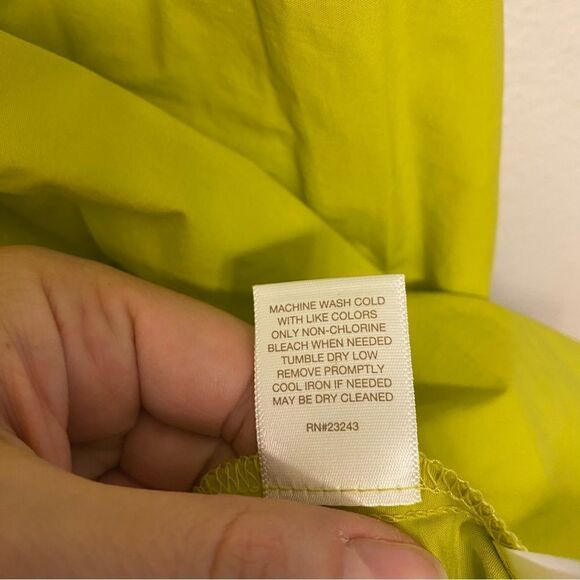 MACHINE WASH COLD
WITH LIKE COLORS
ONLY NON-CHLORINE
BLEACH WHEN NEEDED
TUMBLE DRY LOW
REMOVE PROMPTLY
COOL IRON IF NEEDED
MAY BE DRY CLEANED
RN#23243